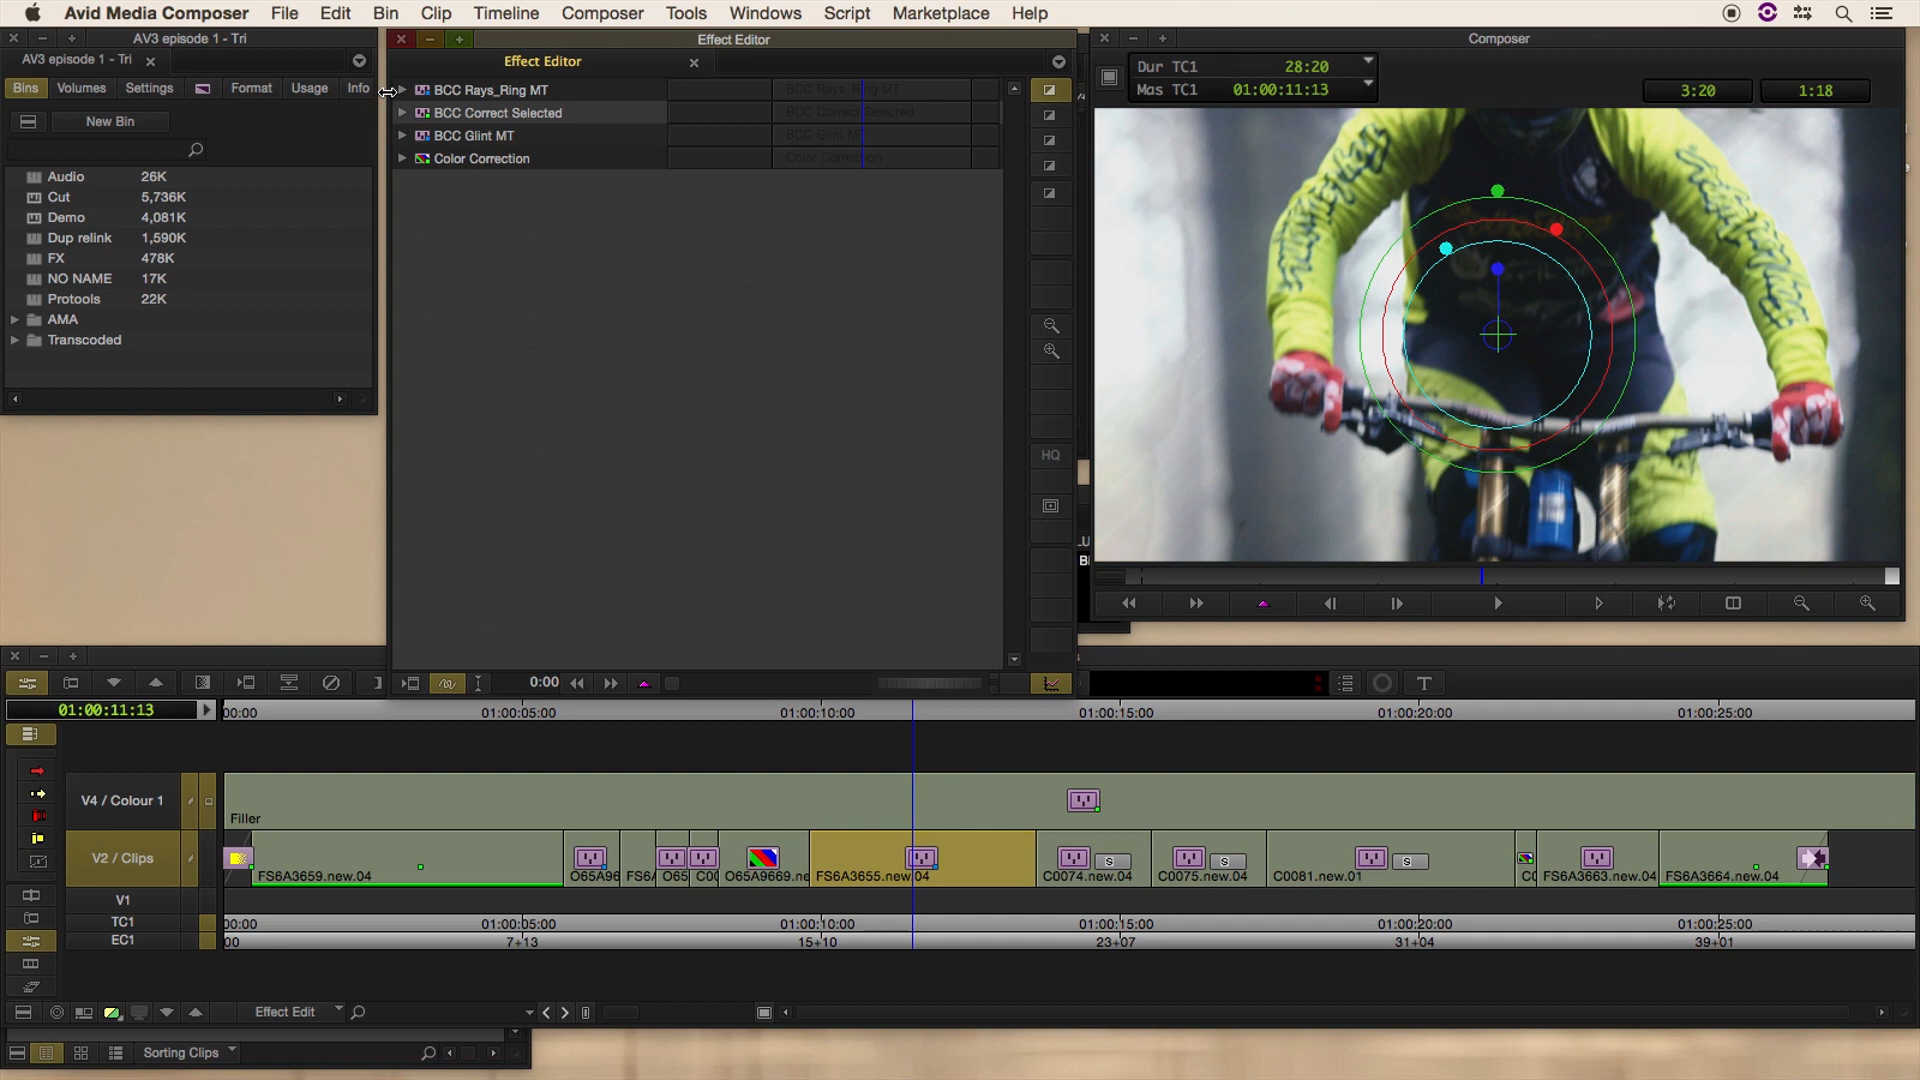 Avid Media Composer File Edit Bin Clip Timeline Composer Tools Windows Script Marketplace Help
AV3 episode 1 - Tri
AV3 episode 1 - Tri
Bins Volumes Settings Format Usage Info
New Bin
Audio 26K
Cut 5,736K
Demo 4,081K
Dup relink 1,590K
FX 478K
NO NAME 17K
Protools 22K
AMA
Transcoded
Effect Editor
Effect Editor
BCC Rays_Ring MT BCC Rays_Ring MT
BCC Correct Selected BCC Correct Selected
BCC Glint MT BCC Glint MT
Color Correction Color Correction
HQ
0:00
Composer
Dur TC1 28:20
Mas TC1 01:00:11:13
3:20 1:18
T
01:00:11:13
00:00 01:00:05:00 01:00:10:00 01:00:15:00 01:00:20:00 01:00:25:00
V4 / Colour 1
Filler
V2 / Clips
FS6A3659.new.04 O65A96 FS6A O65 C00 O65A9669.ne FS6A3655.new.04 C0074.new.04 S C0075.new.04 S C0081.new.01 S C0 FS6A3663.new.04 FS6A3664.new.04
V1
TC1 00:00 01:00:05:00 01:00:10:00 01:00:15:00 01:00:20:00 01:00:25:00
EC1 00 7+13 15+10 23+07 31+04 39+01
Effect Edit
Sorting Clips